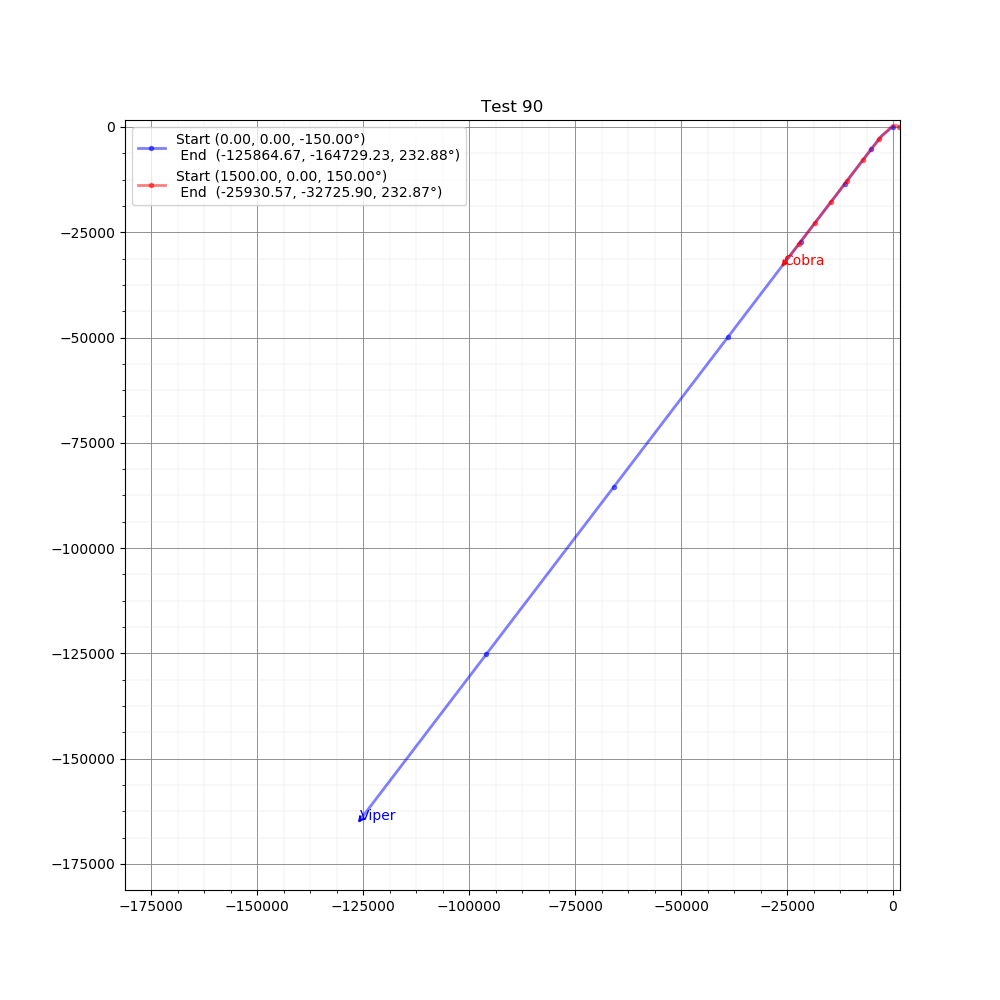 Test 90
Start (0.00, 0.00, -150.00°)
End (-125864.67, -164729.23, 232.88°)
Start (1500.00, 0.00, 150.00°)
End (-25930.57, -32725.90, 232.87°)
0
−25000
−50000
−75000
−100000
−125000
−150000
−175000
Cobra
Viper
−175000 −150000 −125000 −100000 −75000 −50000 −25000 0